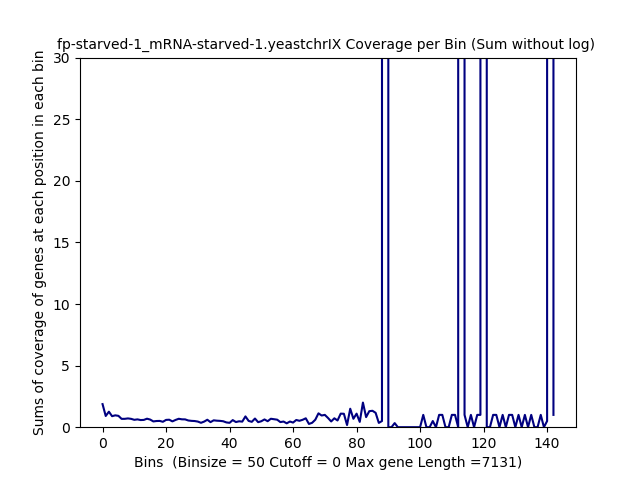 fp-starved-1_mRNA-starved-1.yeastchrIX Coverage per Bin (Sum without log)
Sums of coverage of genes at each position in each bin
30
25
20
15
10
5
0
0 20 40 60 80 100 120 140
Bins  (Binsize = 50 Cutoff = 0 Max gene Length =7131)